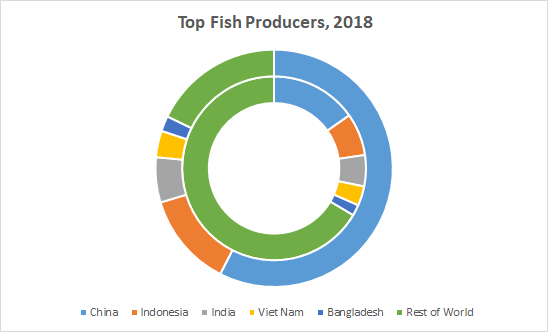 Top Fish Producers, 2018
China Indonesia India Viet Nam Bangladesh Rest of World